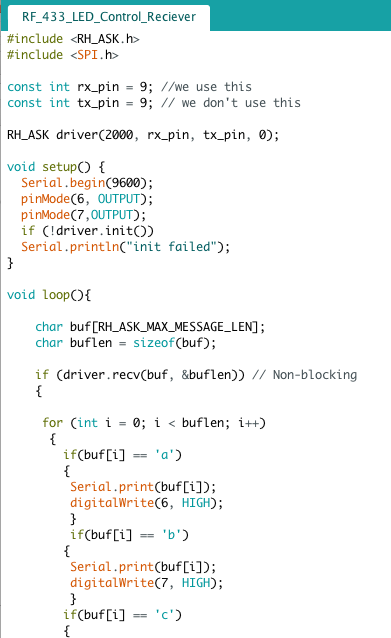 RF_433_LED_Control_Reciever
#include <RH_ASK.h>
#include <SPI.h>
const int rx_pin = 9; //we use this
const int tx_pin = 9; // we don't use this
RH_ASK driver(2000, rx_pin, tx_pin, 0);
void setup() {
Serial.begin(9600);
pinMode(6, OUTPUT);
pinMode(7,OUTPUT);
if (!driver.init())
Serial.println("init failed");
}
void loop(){
char buf[RH_ASK_MAX_MESSAGE_LEN];
char buflen = sizeof(buf);
if (driver.recv(buf, &buflen)) // Non-blocking
{
for (int i = 0; i < buflen; i++)
{
if(buf[i] == 'a')
{
Serial.print(buf[i]);
digitalWrite(6, HIGH);
}
if(buf[i] == 'b')
{
Serial.print(buf[i]);
digitalWrite(7, HIGH);
}
if(buf[i] == 'c')
{